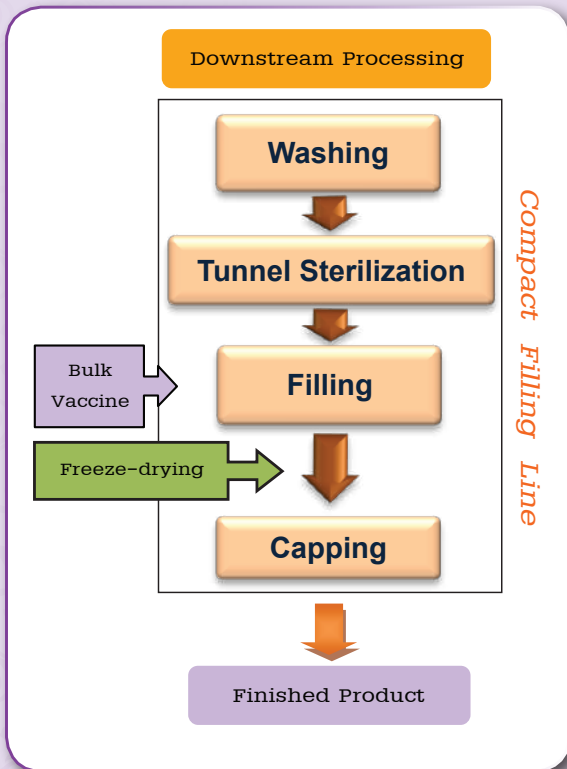 Downstream Processing
Washing
Tunnel Sterilization
Bulk
Vaccine
Filling
Freeze-drying
Capping
Finished Product
Compact Filling Line